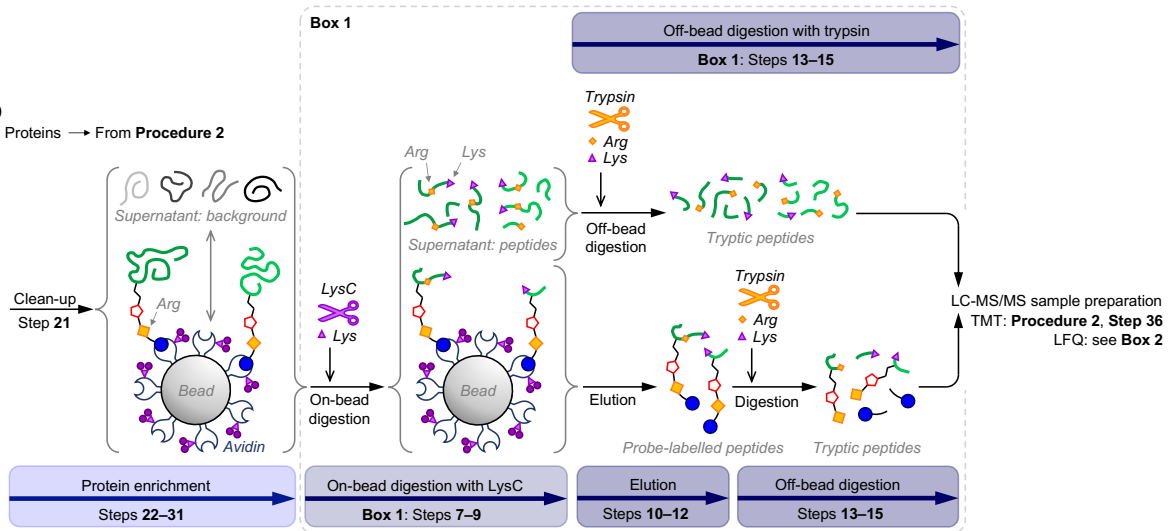 Box 1
Off-bead digestion with trypsin
Box 1: Steps 13–15
Proteins → From Procedure 2
Trypsin
Arg
Lys
Arg
Lys
Supernatant: background
Supernatant: peptides
Off-bead
digestion
Tryptic peptides
Clean-up
Step 21
Arg
LysC
Lys
Trypsin
Arg
Lys
LC-MS/MS sample preparation
TMT: Procedure 2, Step 36
LFQ: see Box 2
Bead
Avidin
On-bead
digestion
Bead
Elution
Digestion
Probe-labelled peptides
Tryptic peptides
Protein enrichment
Steps 22–31
On-bead digestion with LysC
Box 1: Steps 7–9
Elution
Steps 10–12
Off-bead digestion
Steps 13–15